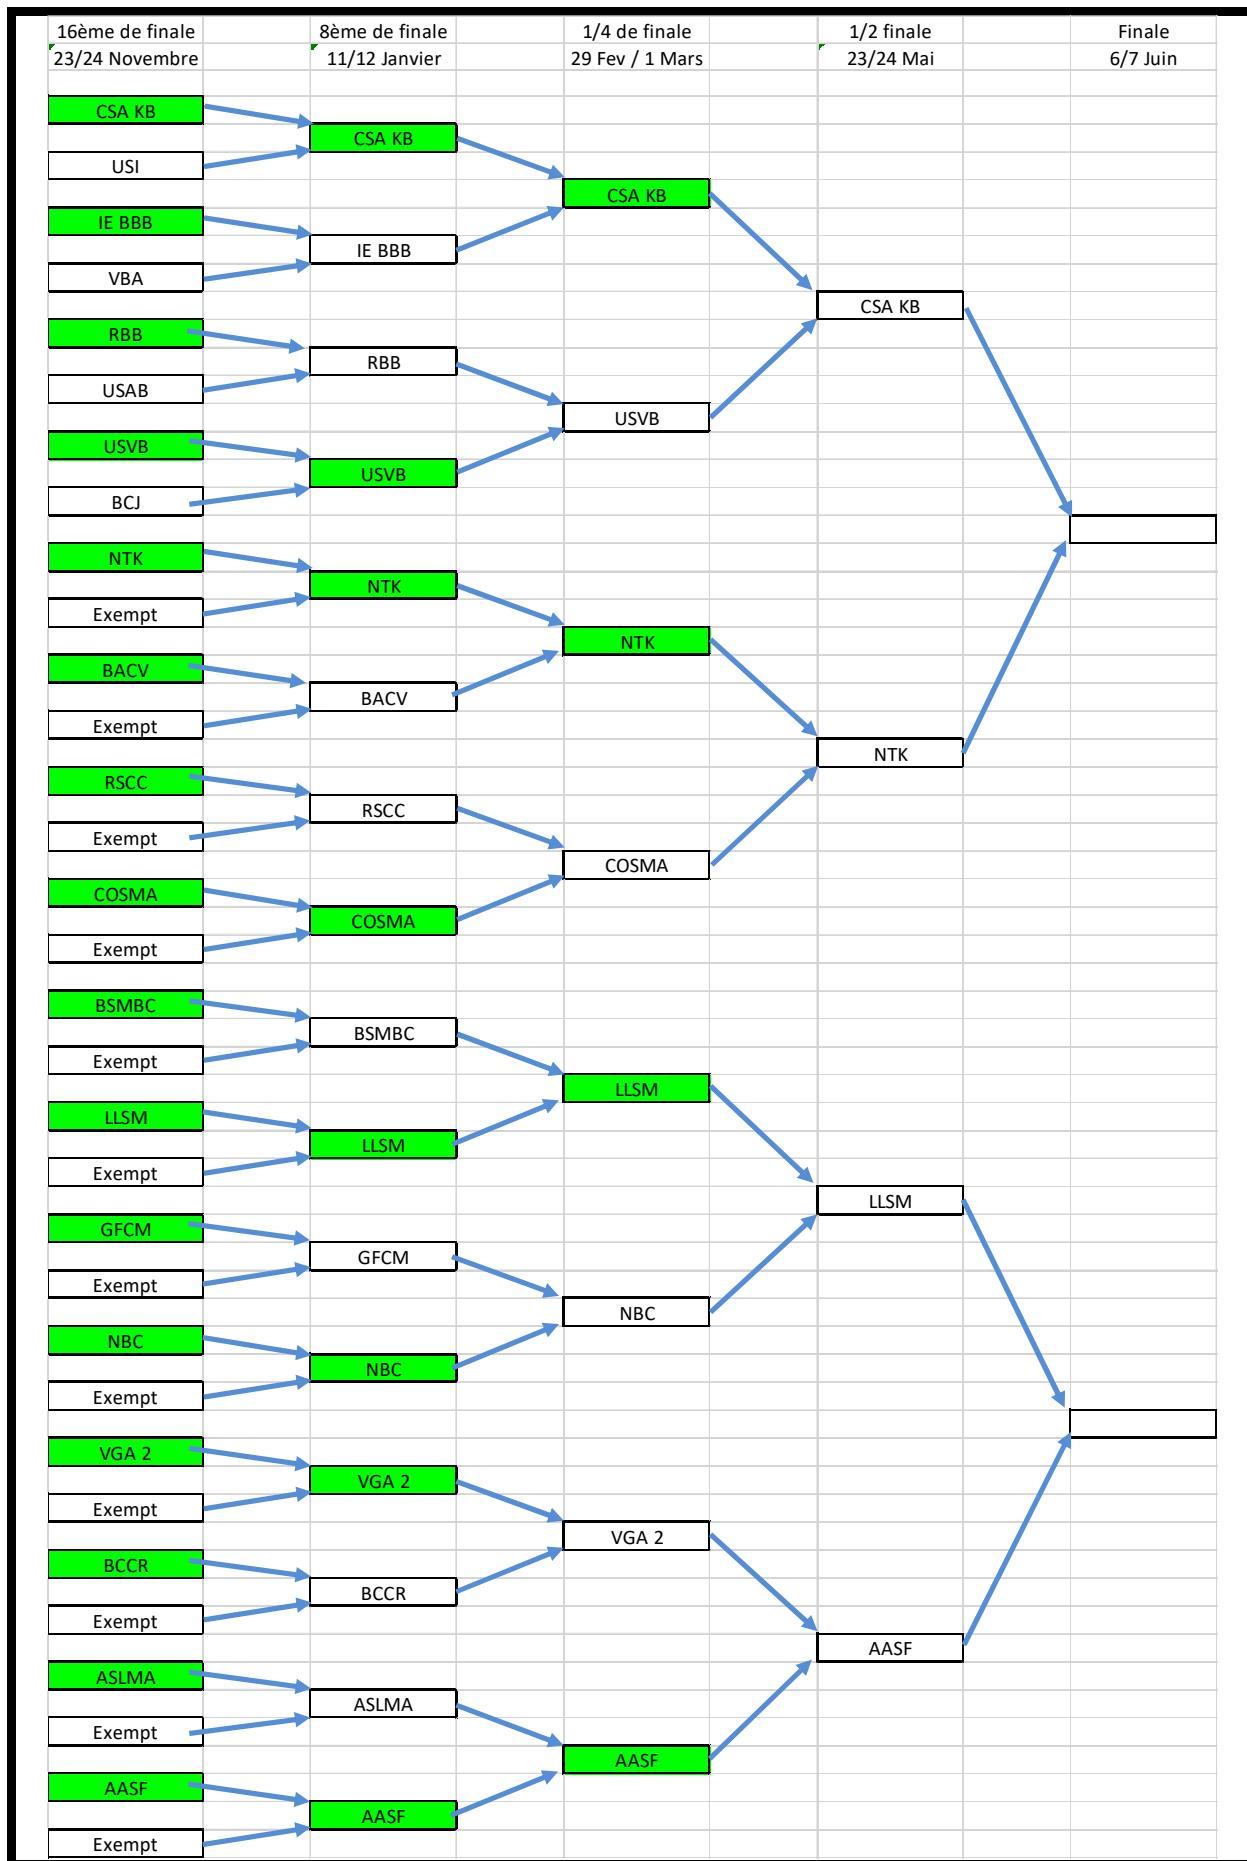 16ème de finale 8ème de finale 1/4 de finale 1/2 finale Finale
23/24 Novembre 11/12 Janvier 29 Fev / 1 Mars 23/24 Mai 6/7 Juin
CSA KB
CSA KB
USI
CSA KB
IE BBB
IE BBB
VBA
CSA KB
RBB
RBB
USAB
USVB
USVB
USVB
BCJ
NTK
NTK
Exempt
NTK
BACV
BACV
Exempt
NTK
RSCC
RSCC
Exempt
COSMA
COSMA
COSMA
Exempt
BSMBC
BSMBC
Exempt
LLSM
LLSM
LLSM
Exempt
LLSM
GFCM
GFCM
Exempt
NBC
NBC
NBC
Exempt
VGA 2
VGA 2
Exempt
VGA 2
BCCR
BCCR
Exempt
AASF
ASLMA
ASLMA
Exempt
AASF
AASF
AASF
Exempt